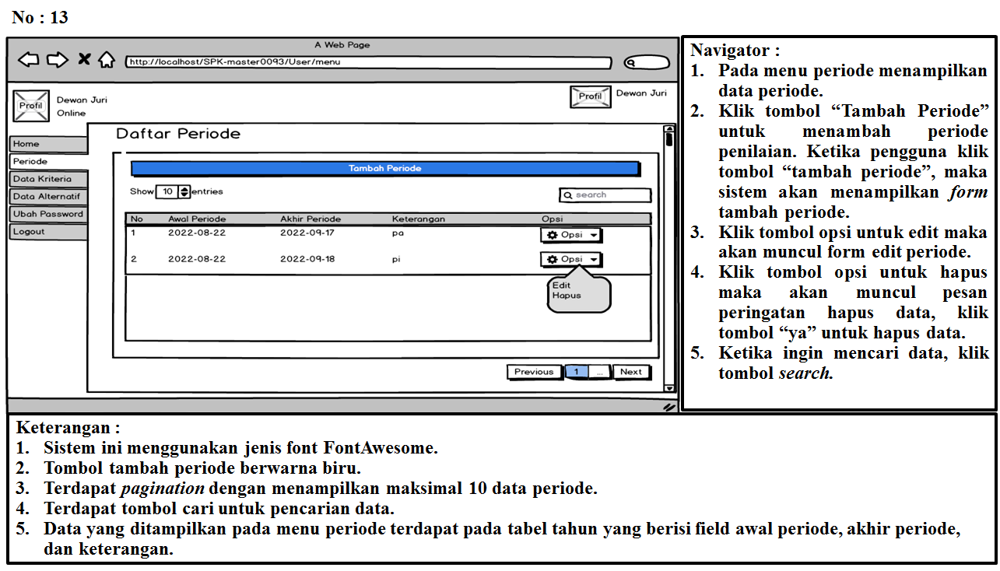 No : 13
A Web Page
http://localhost/SPK-master0093/User/menu
Profil
Dewan Juri
Online
Profil
Dewan Juri
Home
Periode
Data Kriteria
Data Alternatif
Ubah Password
Logout
Daftar Periode
Tambah Periode
Show 10 entries
search
No Awal Periode Akhir Periode Keterangan Opsi
1 2022-08-22 2022-09-17 pa Opsi
2 2022-08-22 2022-09-18 pi Opsi
Edit
Hapus
Previous 1 ... Next
Navigator :
1. Pada menu periode menampilkan
data periode.
2. Klik tombol “Tambah Periode”
untuk menambah periode
penilaian. Ketika pengguna klik
tombol “tambah periode”, maka
sistem akan menampilkan form
tambah periode.
3. Klik tombol opsi untuk edit maka
akan muncul form edit periode.
4. Klik tombol opsi untuk hapus
maka akan muncul pesan
peringatan hapus data, klik
tombol “ya” untuk hapus data.
5. Ketika ingin mencari data, klik
tombol search.
Keterangan :
1. Sistem ini menggunakan jenis font FontAwesome.
2. Tombol tambah periode berwarna biru.
3. Terdapat pagination dengan menampilkan maksimal 10 data periode.
4. Terdapat tombol cari untuk pencarian data.
5. Data yang ditampilkan pada menu periode terdapat pada tabel tahun yang berisi field awal periode, akhir periode,
dan keterangan.